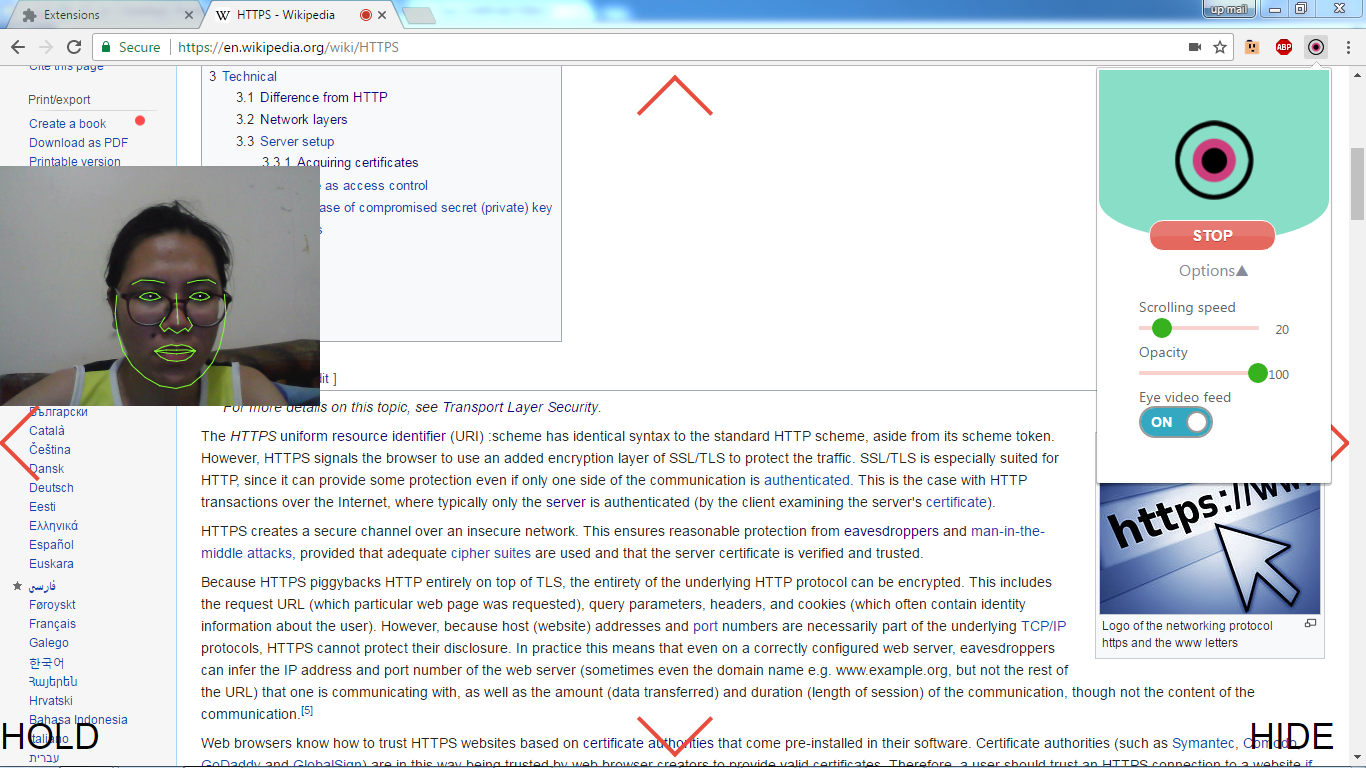 Extensions
HTTPS - Wikipedia
up mail
Secure
https://en.wikipedia.org/wiki/HTTPS
ABP
Cite this page
Print/export
Create a book
Download as PDF
Printable version
3 Technical
3.1 Difference from HTTP
3.2 Network layers
3.3 Server setup
3.3.1 Acquiring certificates
as access control
ase of compromised secret (private) key
s
dit ]
STOP
Options▲
Scrolling speed
20
Opacity
100
Eye video feed
ON
Български
Català
Čeština
Dansk
Deutsch
Eesti
Ελληνικά
Español
Euskara
فارسی
Føroyskt
Français
Galego
한국어
Հայերեն
Hrvatski
Bahasa Indonesia
Italiano
עברית
For more details on this topic, see Transport Layer Security.
The HTTPS uniform resource identifier (URI) :scheme has identical syntax to the standard HTTP scheme, aside from its scheme token.
However, HTTPS signals the browser to use an added encryption layer of SSL/TLS to protect the traffic. SSL/TLS is especially suited for
HTTP, since it can provide some protection even if only one side of the communication is authenticated. This is the case with HTTP
transactions over the Internet, where typically only the server is authenticated (by the client examining the server's certificate).
HTTPS creates a secure channel over an insecure network. This ensures reasonable protection from eavesdroppers and man-in-the-
middle attacks, provided that adequate cipher suites are used and that the server certificate is verified and trusted.
Because HTTPS piggybacks HTTP entirely on top of TLS, the entirety of the underlying HTTP protocol can be encrypted. This includes
the request URL (which particular web page was requested), query parameters, headers, and cookies (which often contain identity
information about the user). However, because host (website) addresses and port numbers are necessarily part of the underlying TCP/IP
protocols, HTTPS cannot protect their disclosure. In practice this means that even on a correctly configured web server, eavesdroppers
can infer the IP address and port number of the web server (sometimes even the domain name e.g. www.example.org, but not the rest of
the URL) that one is communicating with, as well as the amount (data transferred) and duration (length of session) of the communication, though not the content of the
communication.[5]
Web browsers know how to trust HTTPS websites based on certificate authorities that come pre-installed in their software. Certificate authorities (such as Symantec, Comodo,
GoDaddy and GlobalSign) are in this way being trusted by web browser creators to provide valid certificates. Therefore, a user should trust an HTTPS connection to a website if
https://ww
Logo of the networking protocol
https and the www letters
HOLD
HIDE